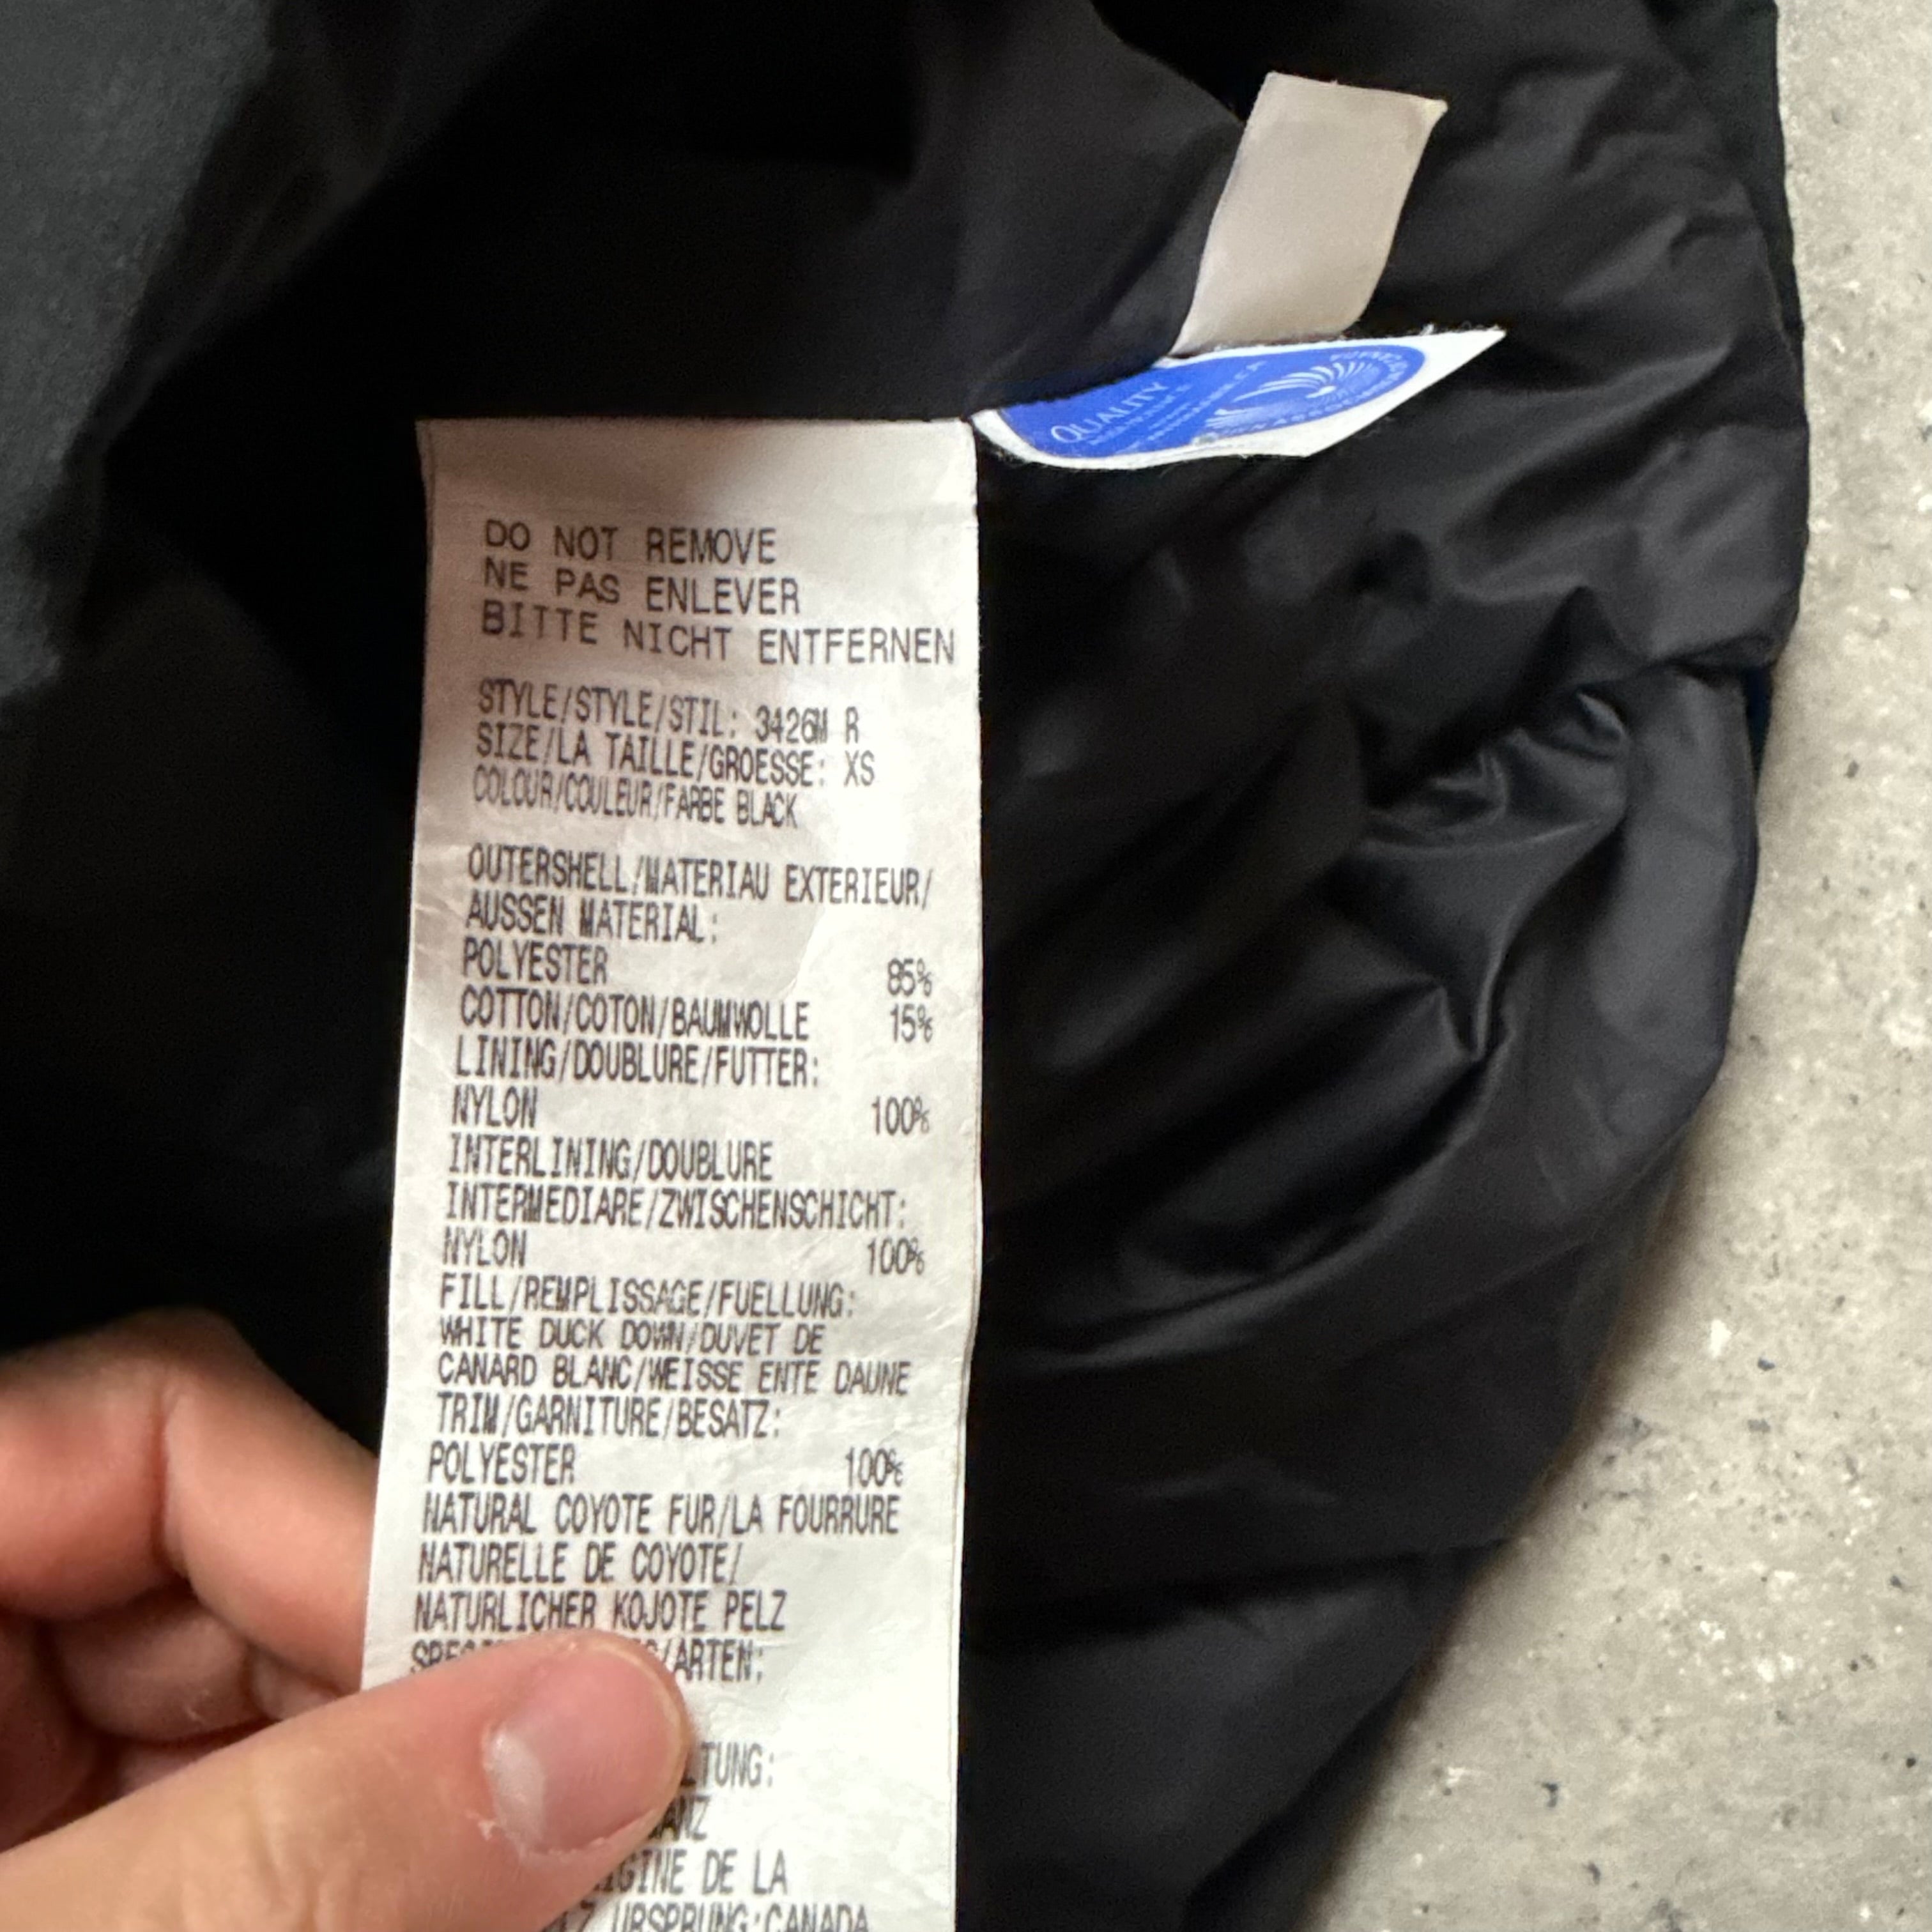 QUALITY
DO NOT REMOVE
NE PAS ENLEVER
BITTE NICHT ENTFERNEN
STYLE/STYLE/STIL: 3426M R
SIZE/LA TAILLE/GROESSE: XS
COLOUR/COULEUR/FARBE BLACK
OUTERSHELL/MATERIAU EXTERIEUR/
AUSSEN MATERIAL:
POLYESTER 85%
COTTON/COTON/BAUMWOLLE 15%
LINING/DOUBLURE/FUTTER:
NYLON 100%
INTERLINING/DOUBLURE
INTERMEDIARE/ZWISCHENSCHICHT:
NYLON 100%
FILL/REMPLISSAGE/FUELLUNG:
WHITE DUCK DOWN/DUVET DE
CANARD BLANC/WEISSE ENTE DAUNE
TRIM/GARNITURE/BESATZ:
POLYESTER 100%
NATURAL COYOTE FUR/LA FOURRURE
NATURELLE DE COYOTE/
NATURLICHER KOJOTE PELZ
/ARTEN:
TUNG:
DE LA
URSPRUNG:CANADA